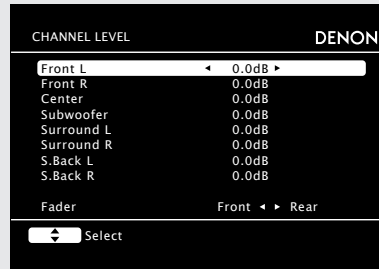 CHANNEL LEVEL DENON
Front L ◄ 0.0dB ►
Front R 0.0dB
Center 0.0dB
Subwoofer 0.0dB
Surround L 0.0dB
Surround R 0.0dB
S.Back L 0.0dB
S.Back R 0.0dB
Fader Front ◄ ► Rear
Select